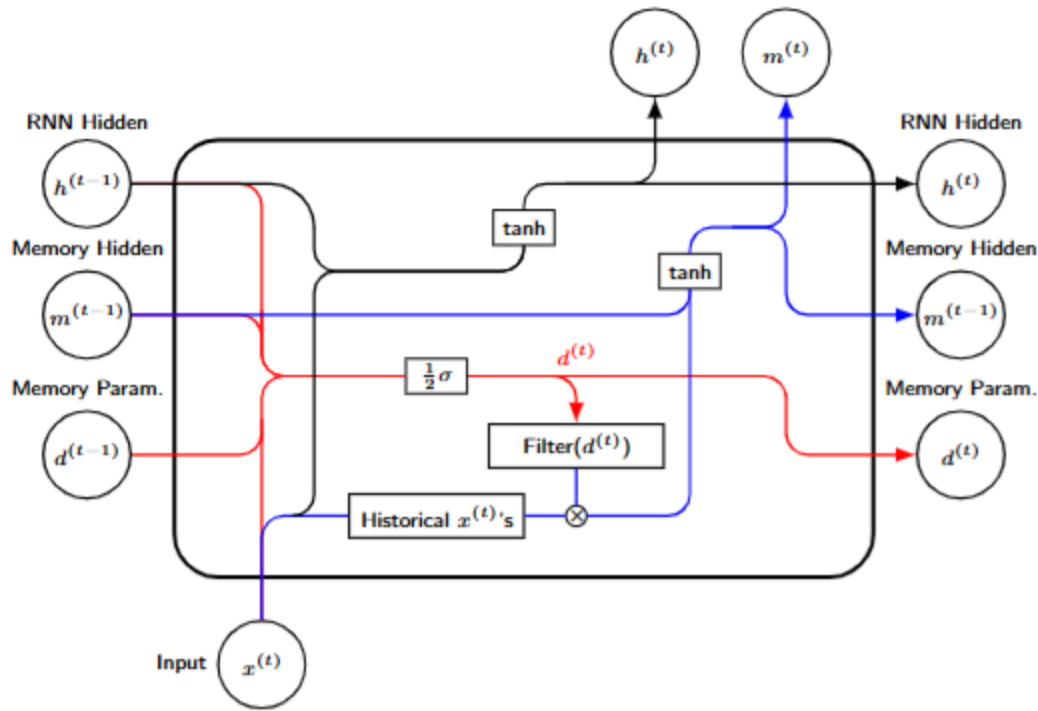 h^(t)
m^(t)
RNN Hidden
h^(t−1)
RNN Hidden
h^(t)
tanh
Memory Hidden
m^(t−1)
tanh
Memory Hidden
m^(t−1)
d^(t)
½σ
Memory Param.
d^(t−1)
Filter(d^(t))
Memory Param.
d^(t)
Historical x^(t)'s
Input
x^(t)